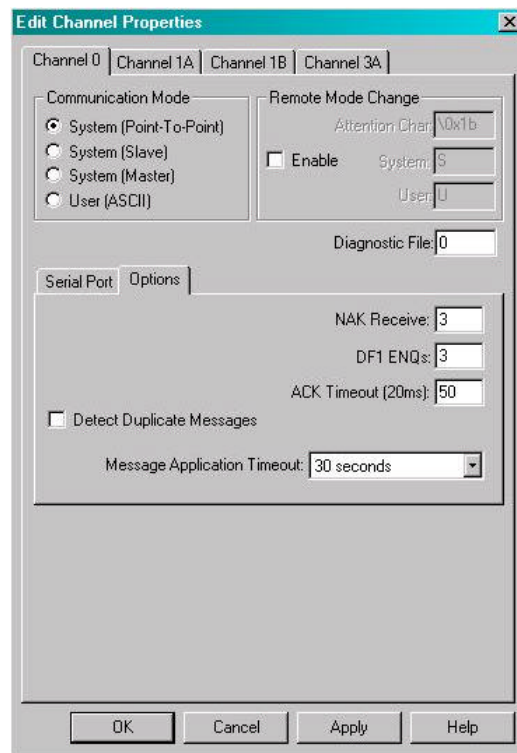 Edit Channel Properties
Channel 0 Channel 1A Channel 1B Channel 3A
Communication Mode
System (Point-To-Point)
System (Slave)
System (Master)
User (ASCII)
Remote Mode Change
Attention Char: \0x1b
Enable System: S
User: U
Diagnostic File: 0
Serial Port Options
NAK Receive: 3
DF1 ENQs: 3
ACK Timeout (20ms): 50
Detect Duplicate Messages
Message Application Timeout: 30 seconds
OK Cancel Apply Help